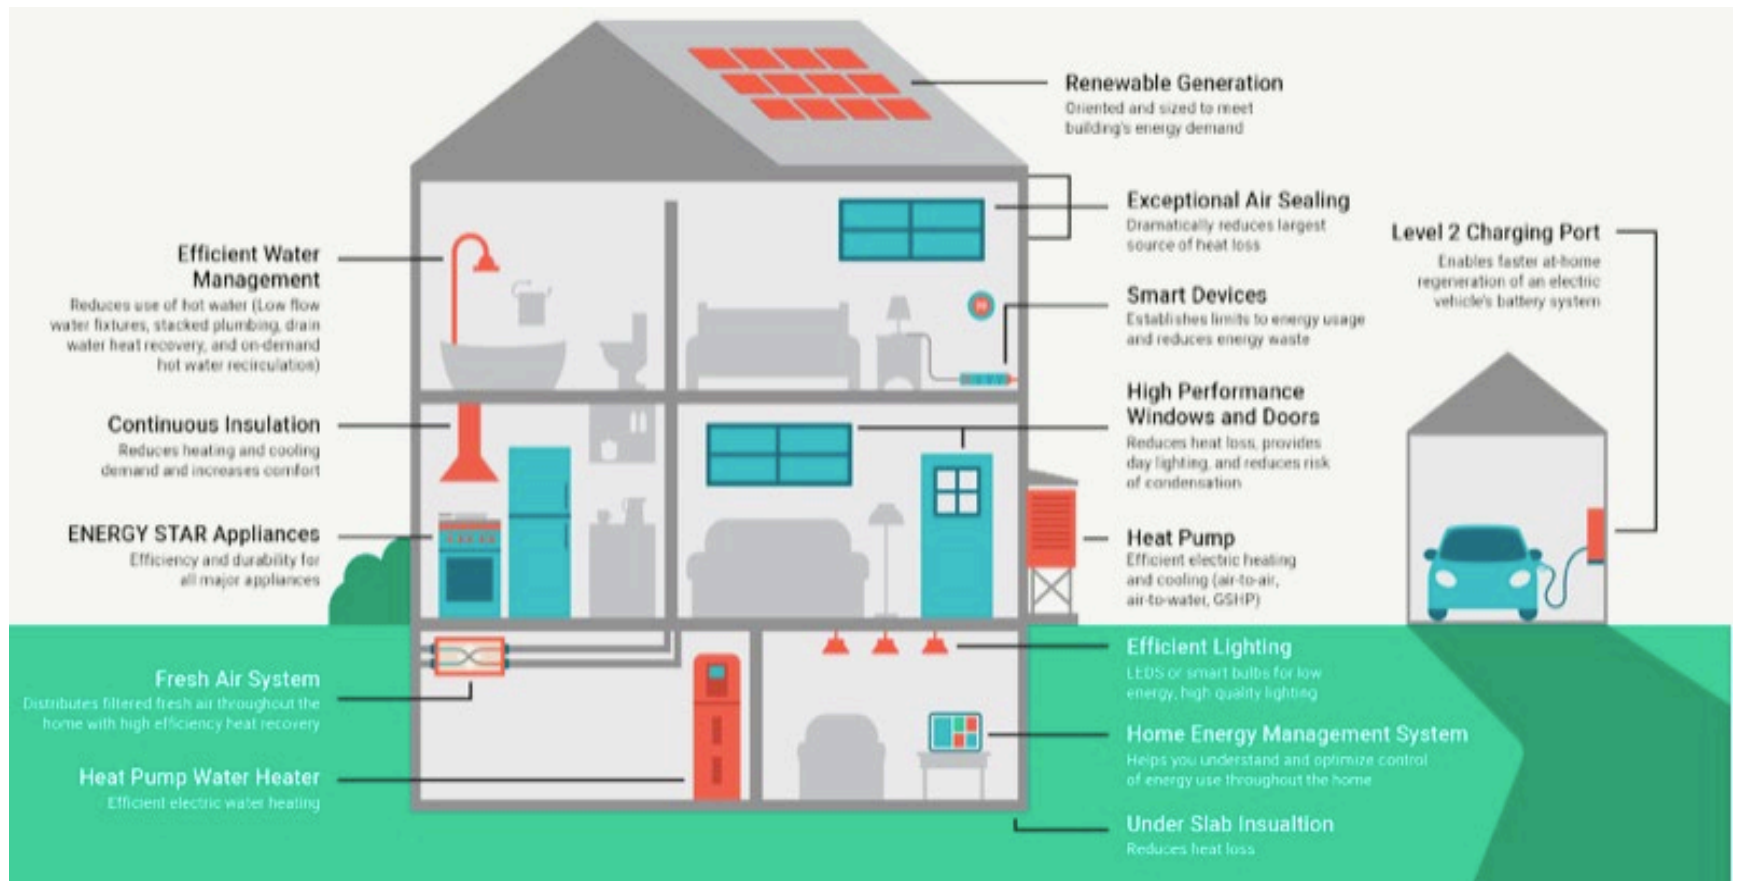 Renewable Generation
Oriented and sized to meet
building's energy demand
Exceptional Air Sealing
Dramatically reduces largest
source of heat loss
Level 2 Charging Port
Enables faster at-home
regeneration of an electric
vehicle's battery system
Efficient Water
Management
Reduces use of hot water (Low flow
water fixtures, stacked plumbing, drain
water heat recovery, and on-demand
hot water recirculation)
Smart Devices
Establishes limits to energy usage
and reduces energy waste
High Performance
Windows and Doors
Reduces heat loss, provides
day lighting, and reduces risk
of condensation
Continuous Insulation
Reduces heating and cooling
demand and increases comfort
ENERGY STAR Appliances
Efficiency and durability for
all major appliances
Heat Pump
Efficient electric heating
and cooling (air-to-air,
air-to-water, GSHP)
Efficient Lighting
LEDS or smart bulbs for low
energy, high quality lighting
Fresh Air System
Distributes filtered fresh air throughout the
home with high efficiency heat recovery
Home Energy Management System
Helps you understand and optimize control
of energy use throughout the home
Heat Pump Water Heater
Efficient electric water heating
Under Slab Insualtion
Reduces heat loss